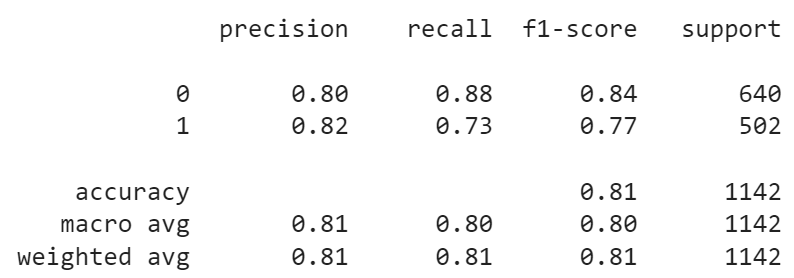 precision recall f1-score support
0 0.80 0.88 0.84 640
1 0.82 0.73 0.77 502
accuracy 0.81 1142
macro avg 0.81 0.80 0.80 1142
weighted avg 0.81 0.81 0.81 1142